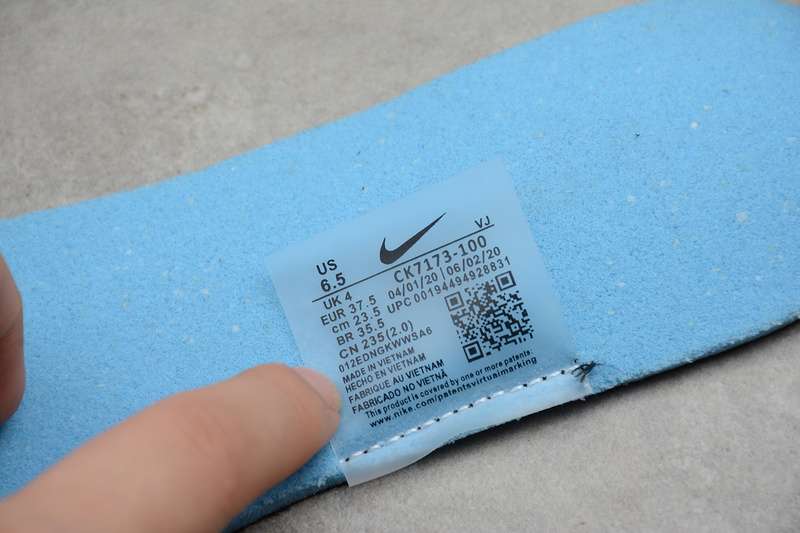 US
6.5
VJ
CK7173-100
UK 4
EUR 37.5
cm 23.5
BR 35.5
CN 235(2.0)
04/01/20 | 06/02/20
UPC 00194494928831
012EDNGKWWSA6
MADE IN VIETNAM
HECHO EN VIETNAM
FABRIQUE AU VIETNAM
FABRICADO NO VIETNÃ
This product is covered by one or more patents.
www.nike.com/patentsvirtualmarking